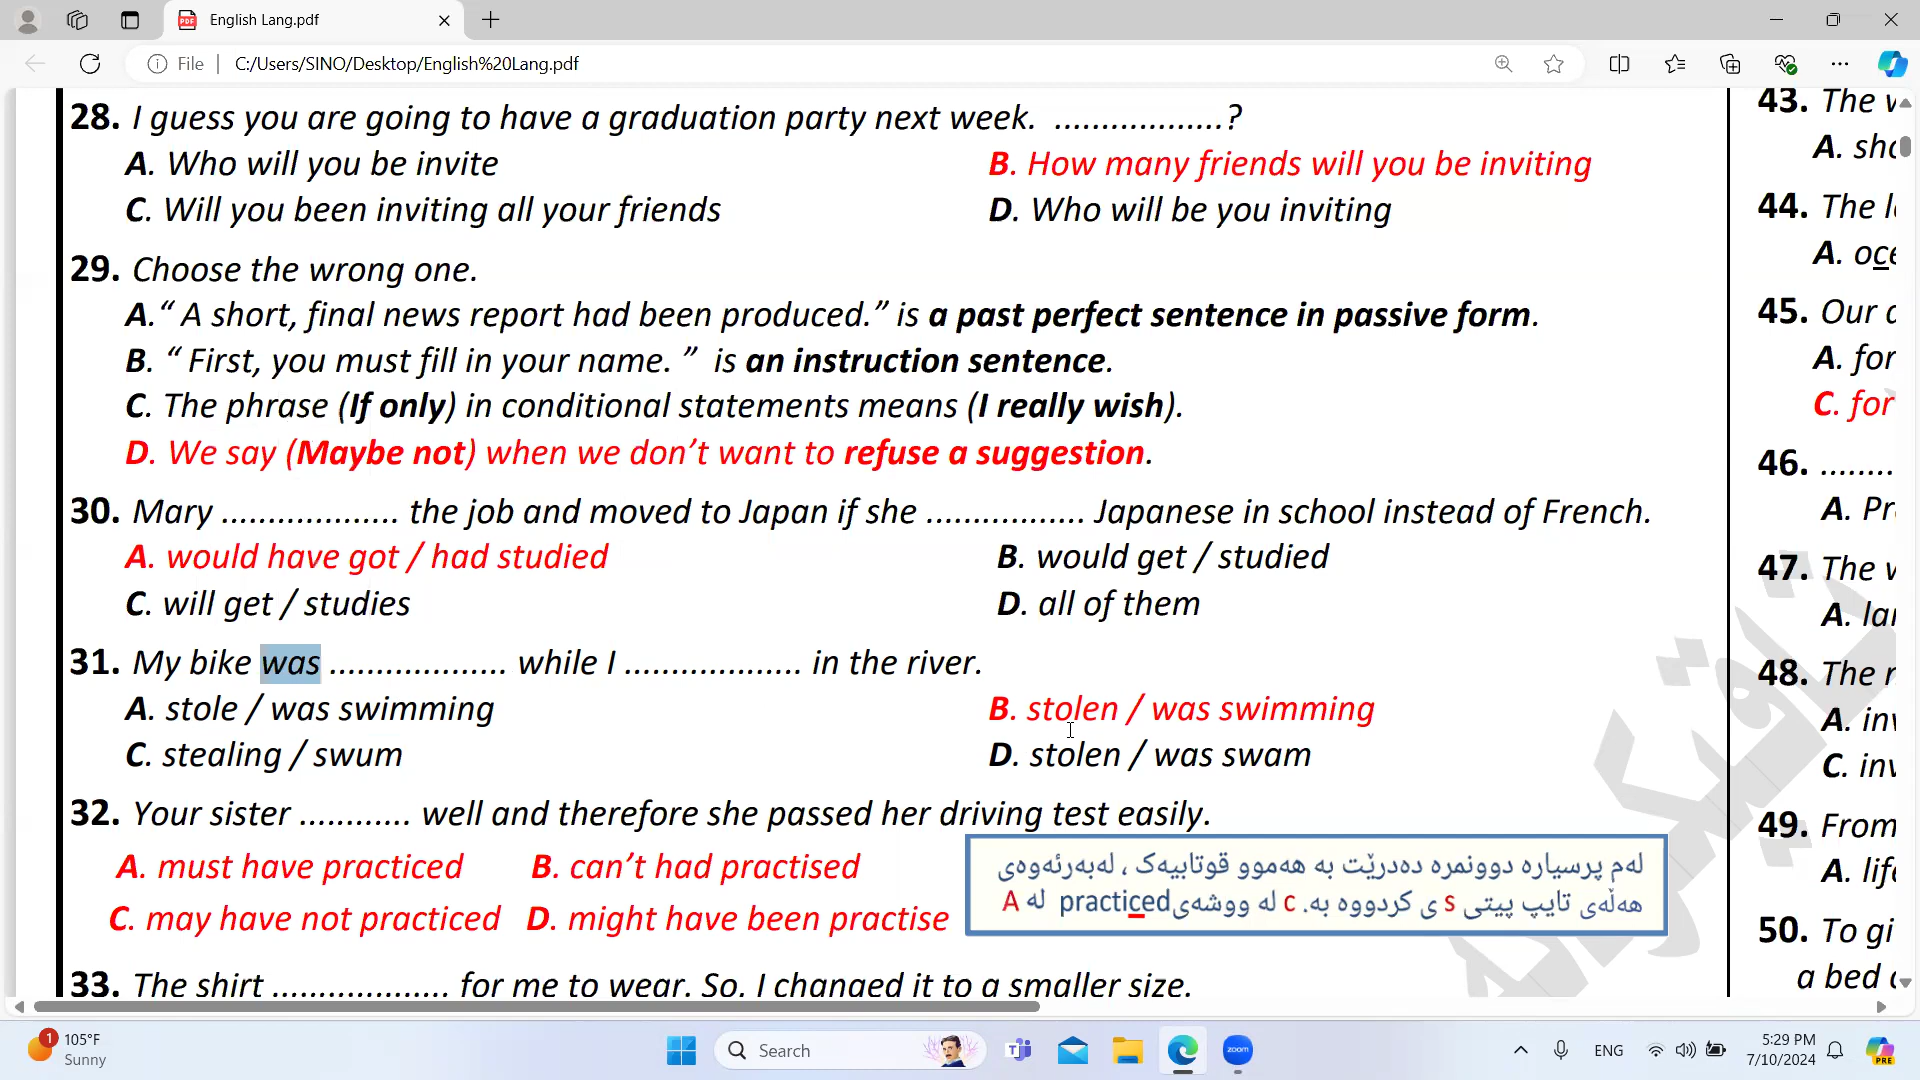 English Lang.pdf
File | C:/Users/SINO/Desktop/English%20Lang.pdf
28. I guess you are going to have a graduation party next week. ..................?
A. Who will you be invite
B. How many friends will you be inviting
C. Will you been inviting all your friends
D. Who will be you inviting
29. Choose the wrong one.
A.“ A short, final news report had been produced.” is a past perfect sentence in passive form.
B. “ First, you must fill in your name. ” is an instruction sentence.
C. The phrase (If only) in conditional statements means (I really wish).
D. We say (Maybe not) when we don’t want to refuse a suggestion.
30. Mary ................... the job and moved to Japan if she ................. Japanese in school instead of French.
A. would have got / had studied
B. would get / studied
C. will get / studies
D. all of them
31. My bike was ................... while I ................... in the river.
A. stole / was swimming
B. stolen / was swimming
C. stealing / swum
D. stolen / was swam
32. Your sister ............ well and therefore she passed her driving test easily.
A. must have practiced
B. can’t had practised
C. may have not practiced
D. might have been practise
لەم پرسیارە دوونمرە دەدرێت بە هەموو قوتابیەک ، لەبەرئەوەی
هەڵەی تایپ پیتی s ی کردووە بە. c لە ووشەی practiced لە A
33. The shirt ................... for me to wear. So, I changed it to a smaller size.
43. The
A. sho
44. The
A. oce
45. Our
A. for
C. for
46. ........
A. Pr
47. The
A. lar
48. The
A. inv
C. inv
49. From
A. life
50. To gi
a bed
105°F
Sunny
1
Search
zoom
ENG
5:29 PM
7/10/2024
PRE